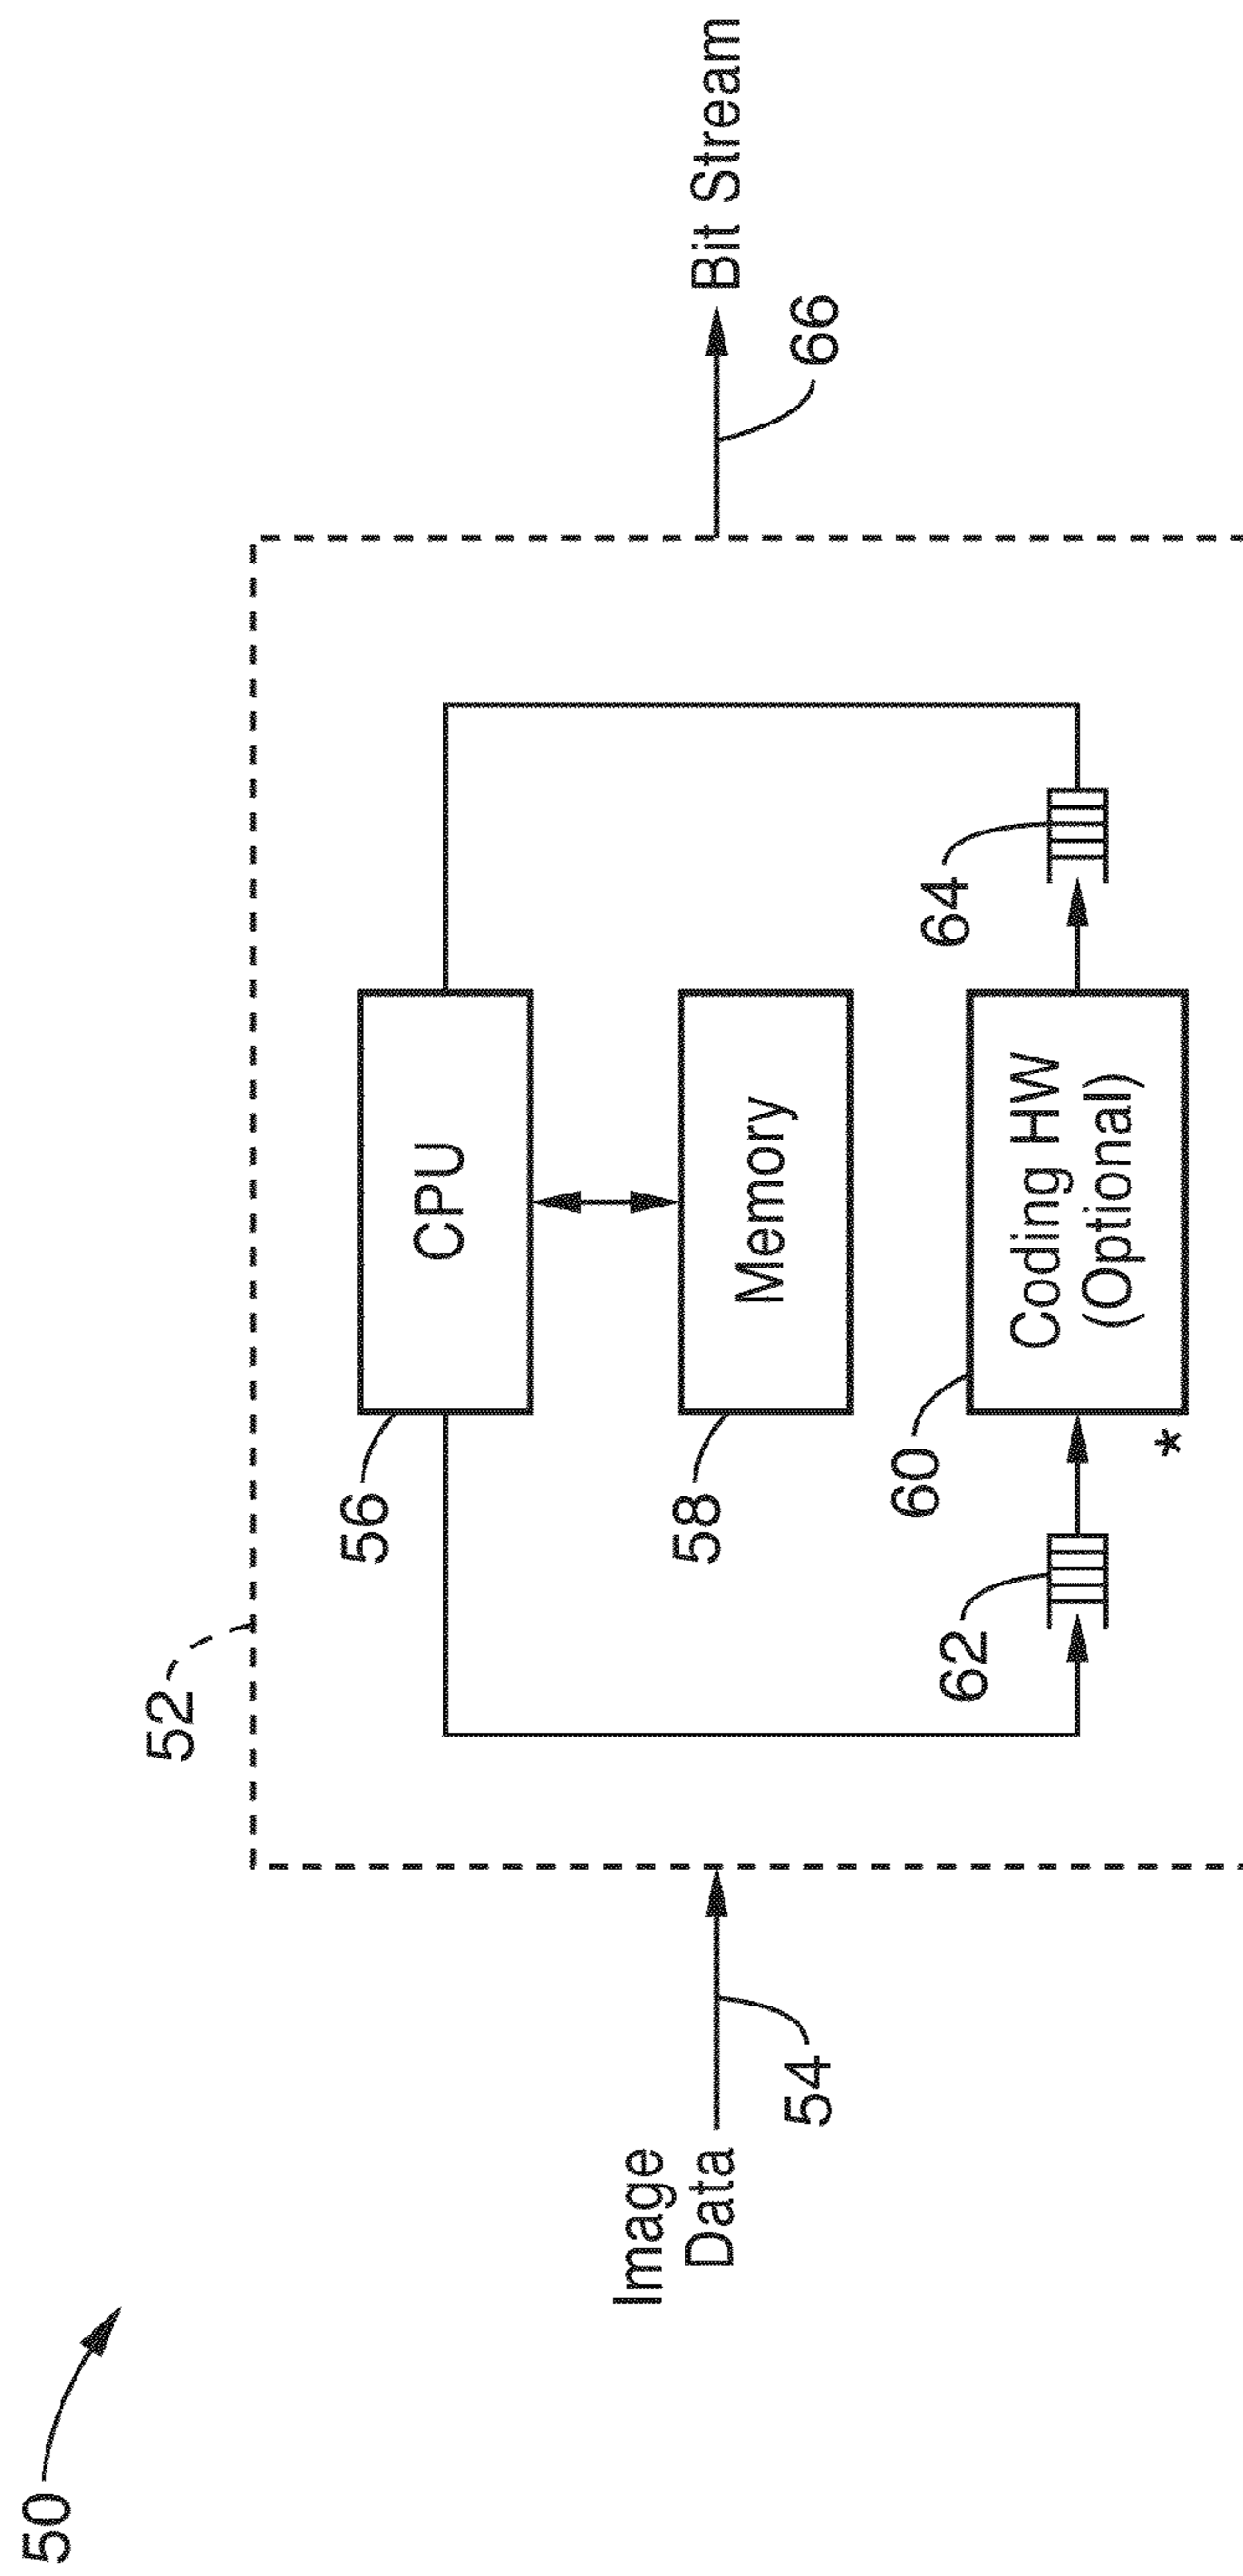 50
52
Image
Data
54
56
CPU
58
Memory
60
Coding HW
(Optional)
*
62
64
66
Bit Stream